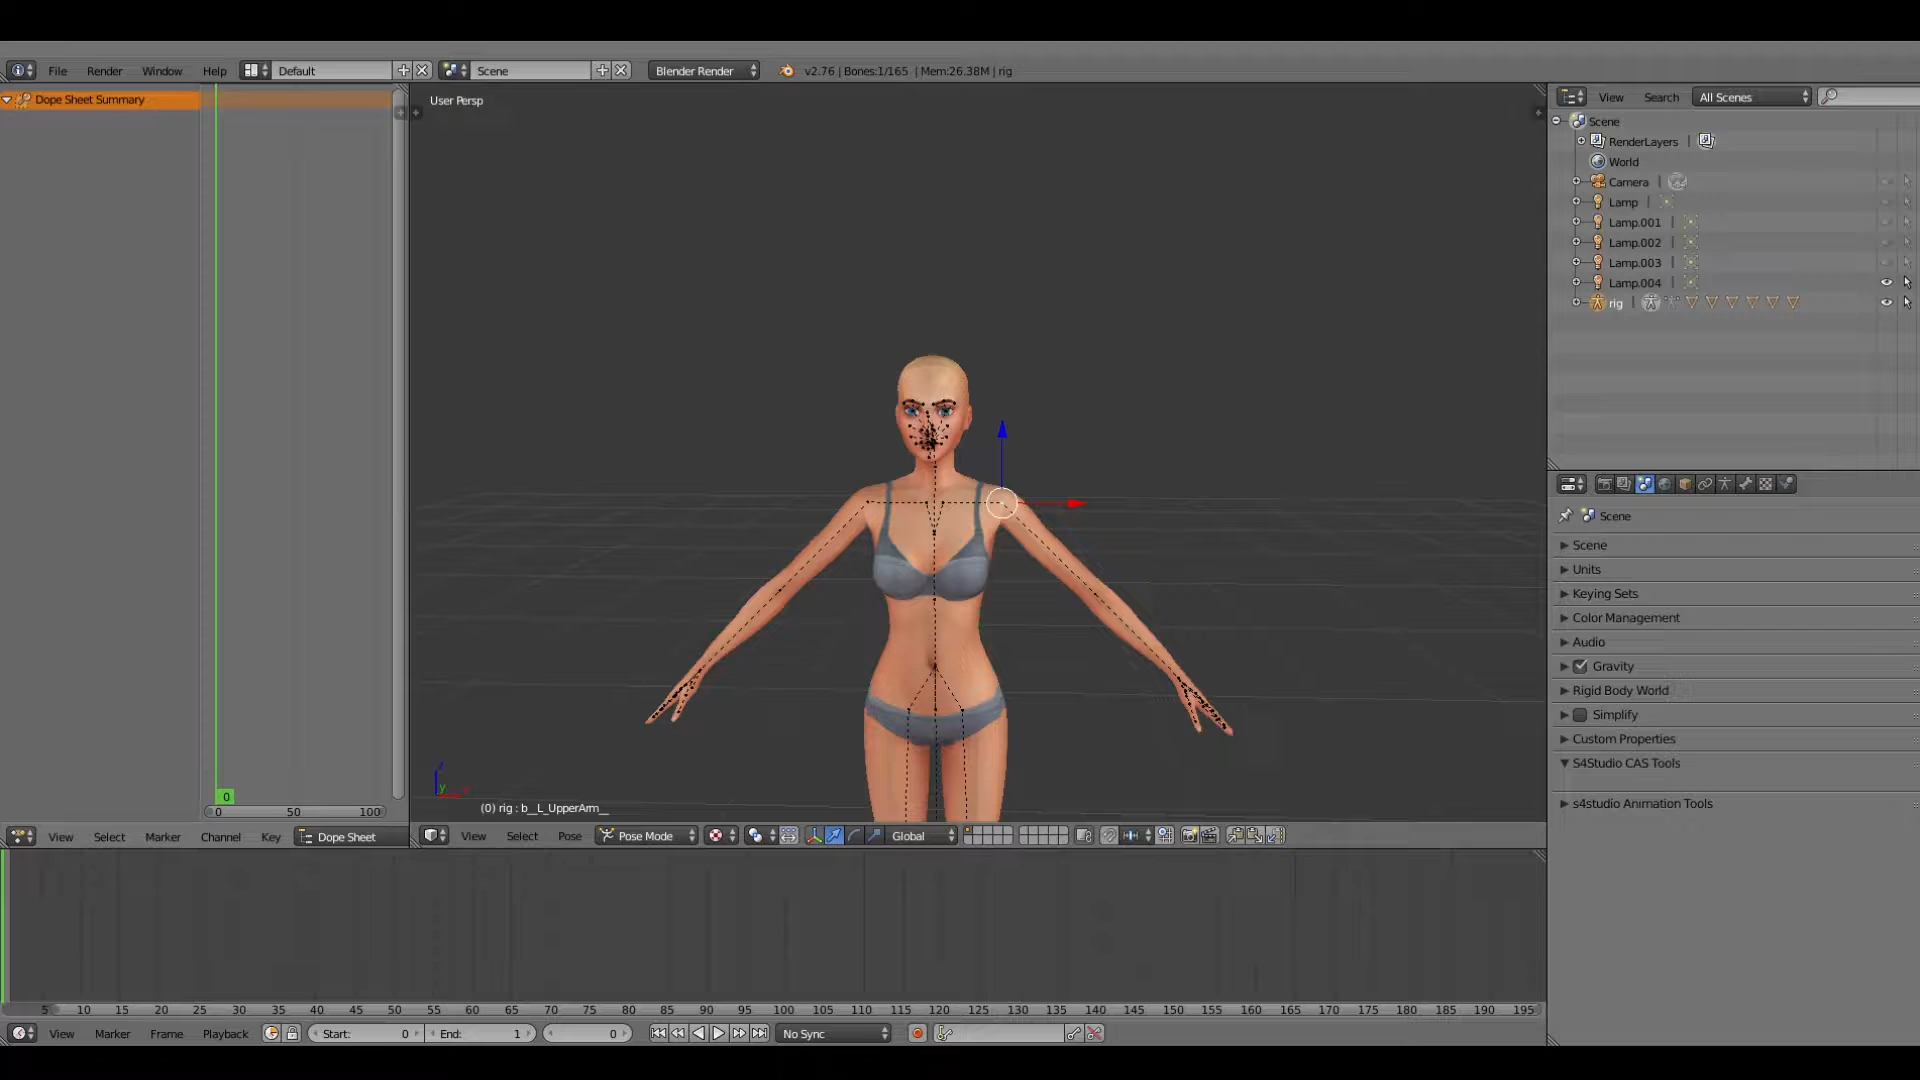 File Render Window Help Default Scene Blender Render v2.76 | Bones:1/165 | Mem:26.38M | rig
Dope Sheet Summary
User Persp
View Search All Scenes
Scene
RenderLayers
World
Camera
Lamp
Lamp.001
Lamp.002
Lamp.003
Lamp.004
rig
Scene
Scene
Units
Keying Sets
Color Management
Audio
Gravity
Rigid Body World
Simplify
Custom Properties
S4Studio CAS Tools
s4studio Animation Tools
z
y
x
0
0 50 100
(0) rig : b__L_UpperArm__
View Select Marker Channel Key Dope Sheet
View Select Pose Pose Mode Global
5 10 15 20 25 30 35 40 45 50 55 60 65 70 75 80 85 90 95 100 105 110 115 120 125 130 135 140 145 150 155 160 165 170 175 180 185 190 195
View Marker Frame Playback Start: 0 End: 1 0 No Sync